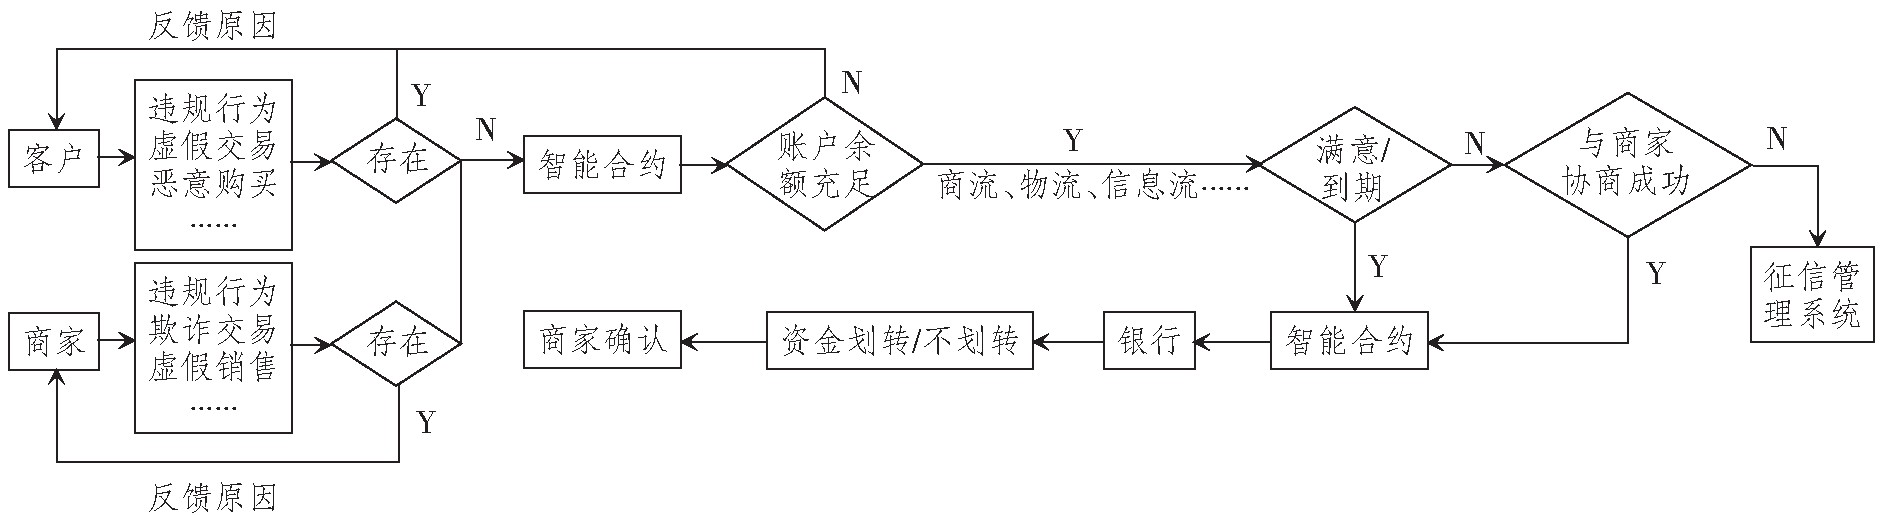 反馈原因
客户
违规行为
虚假交易
恶意购买
……
存在
Y
N
智能合约
账户余
额充足
N
Y
商流、物流、信息流……
满意/
到期
N
Y
与商家
协商成功
N
Y
征信管
理系统
商家
违规行为
欺诈交易
虚假销售
……
存在
Y
反馈原因
商家确认
资金划转/不划转
银行
智能合约